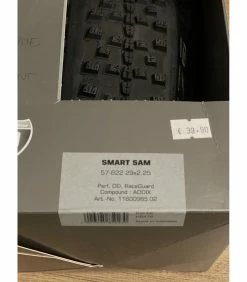 € 39,90
SMART SAM
57-622 29x2.25
Perf, DD, RaceGuard
Compound : ADDIX
Art.-No. 11600965.02